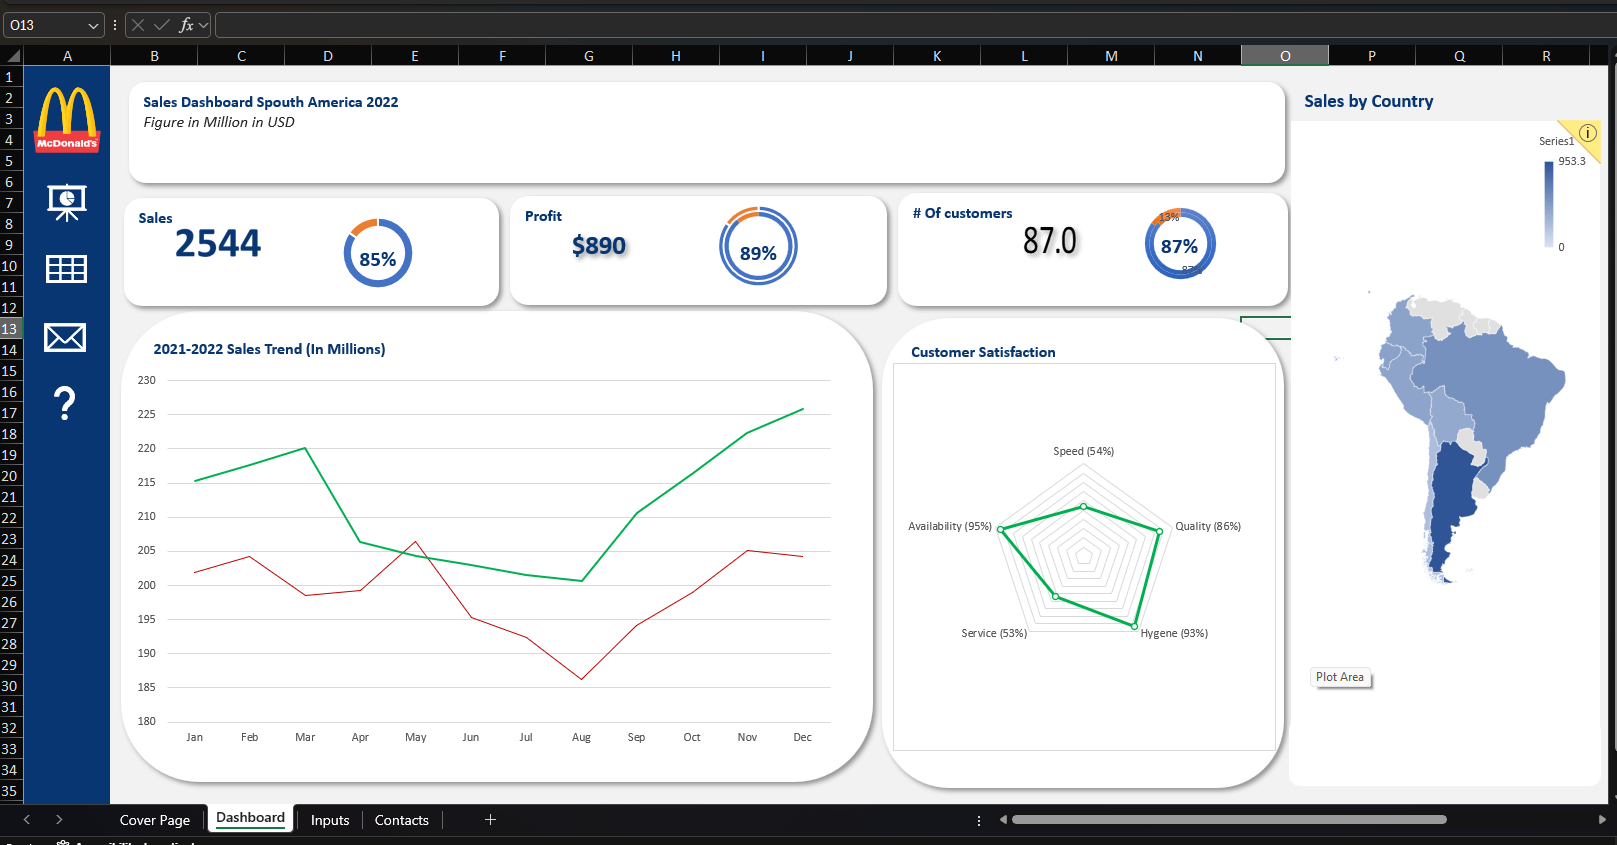 O13
fx
A B C D E F G H I J K L M N O P Q R
1
2
3
4
5
6
7
8
9
10
11
12
13
14
15
16
17
18
19
20
21
22
23
24
25
26
27
28
29
30
31
32
33
34
35
McDonald's
?
Sales Dashboard Spouth America 2022
Figure in Million in USD
Sales
2544
85%
Profit
$890
89%
# Of customers
87.0
13%
87%
87%
Sales by Country
i
Series1
953.3
0
Plot Area
2021-2022 Sales Trend (In Millions)
230
225
220
215
210
205
200
195
190
185
180
Jan Feb Mar Apr May Jun Jul Aug Sep Oct Nov Dec
Customer Satisfaction
Speed (54%)
Availability (95%)
Quality (86%)
Service (53%)
Hygene (93%)
Cover Page Dashboard Inputs Contacts +